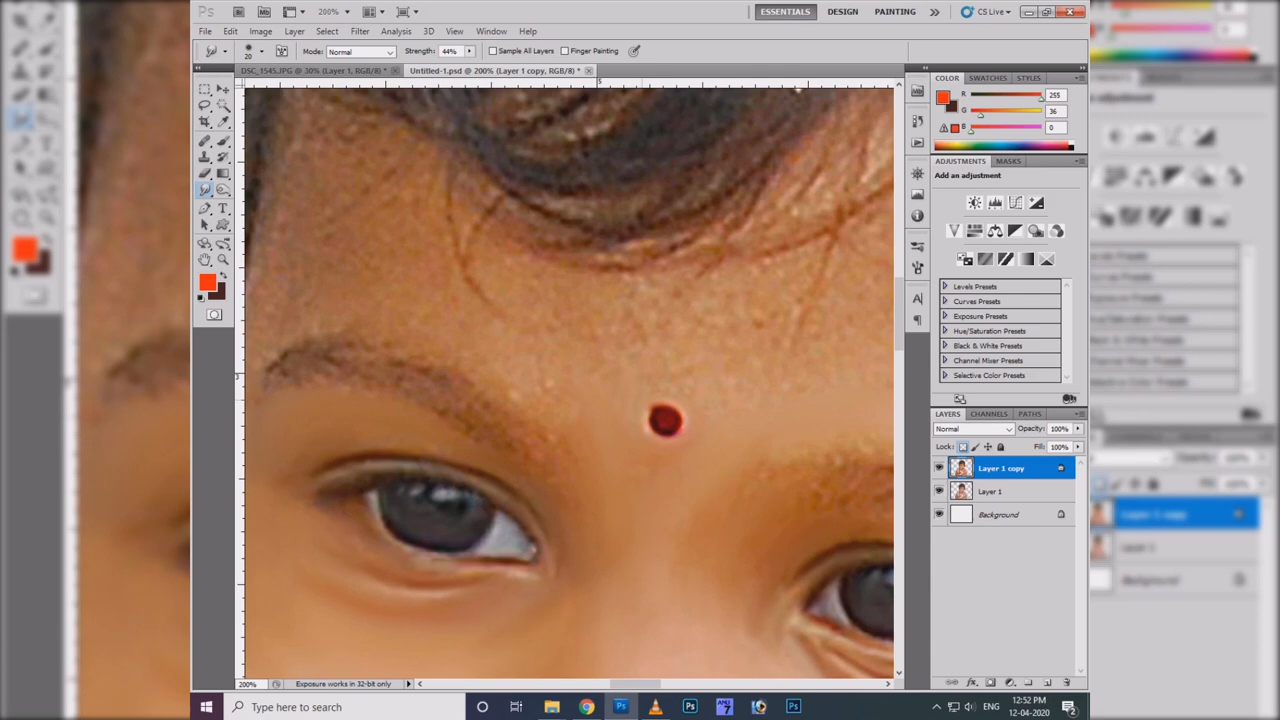 Ps Br Mb 200% ESSENTIALS DESIGN PAINTING CS Live
File Edit Image Layer Select Filter Analysis 3D View Window Help
20 Mode: Normal Strength: 44% Sample All Layers Finger Painting
DSC_1545.JPG @ 30% (Layer 1, RGB/8) * Untitled-1.psd @ 200% (Layer 1 copy, RGB/8) *
COLOR SWATCHES STYLES
R 255
G 36
B 0
ADJUSTMENTS MASKS
Add an adjustment
Levels Presets
Curves Presets
Exposure Presets
Hue/Saturation Presets
Black & White Presets
Channel Mixer Presets
Selective Color Presets
LAYERS CHANNELS PATHS
Normal Opacity: 100%
Lock: Fill: 100%
Layer 1 copy
Layer 1
Background
200% Exposure works in 32-bit only
Type here to search
ENG
12:52 PM
12-04-2020
2